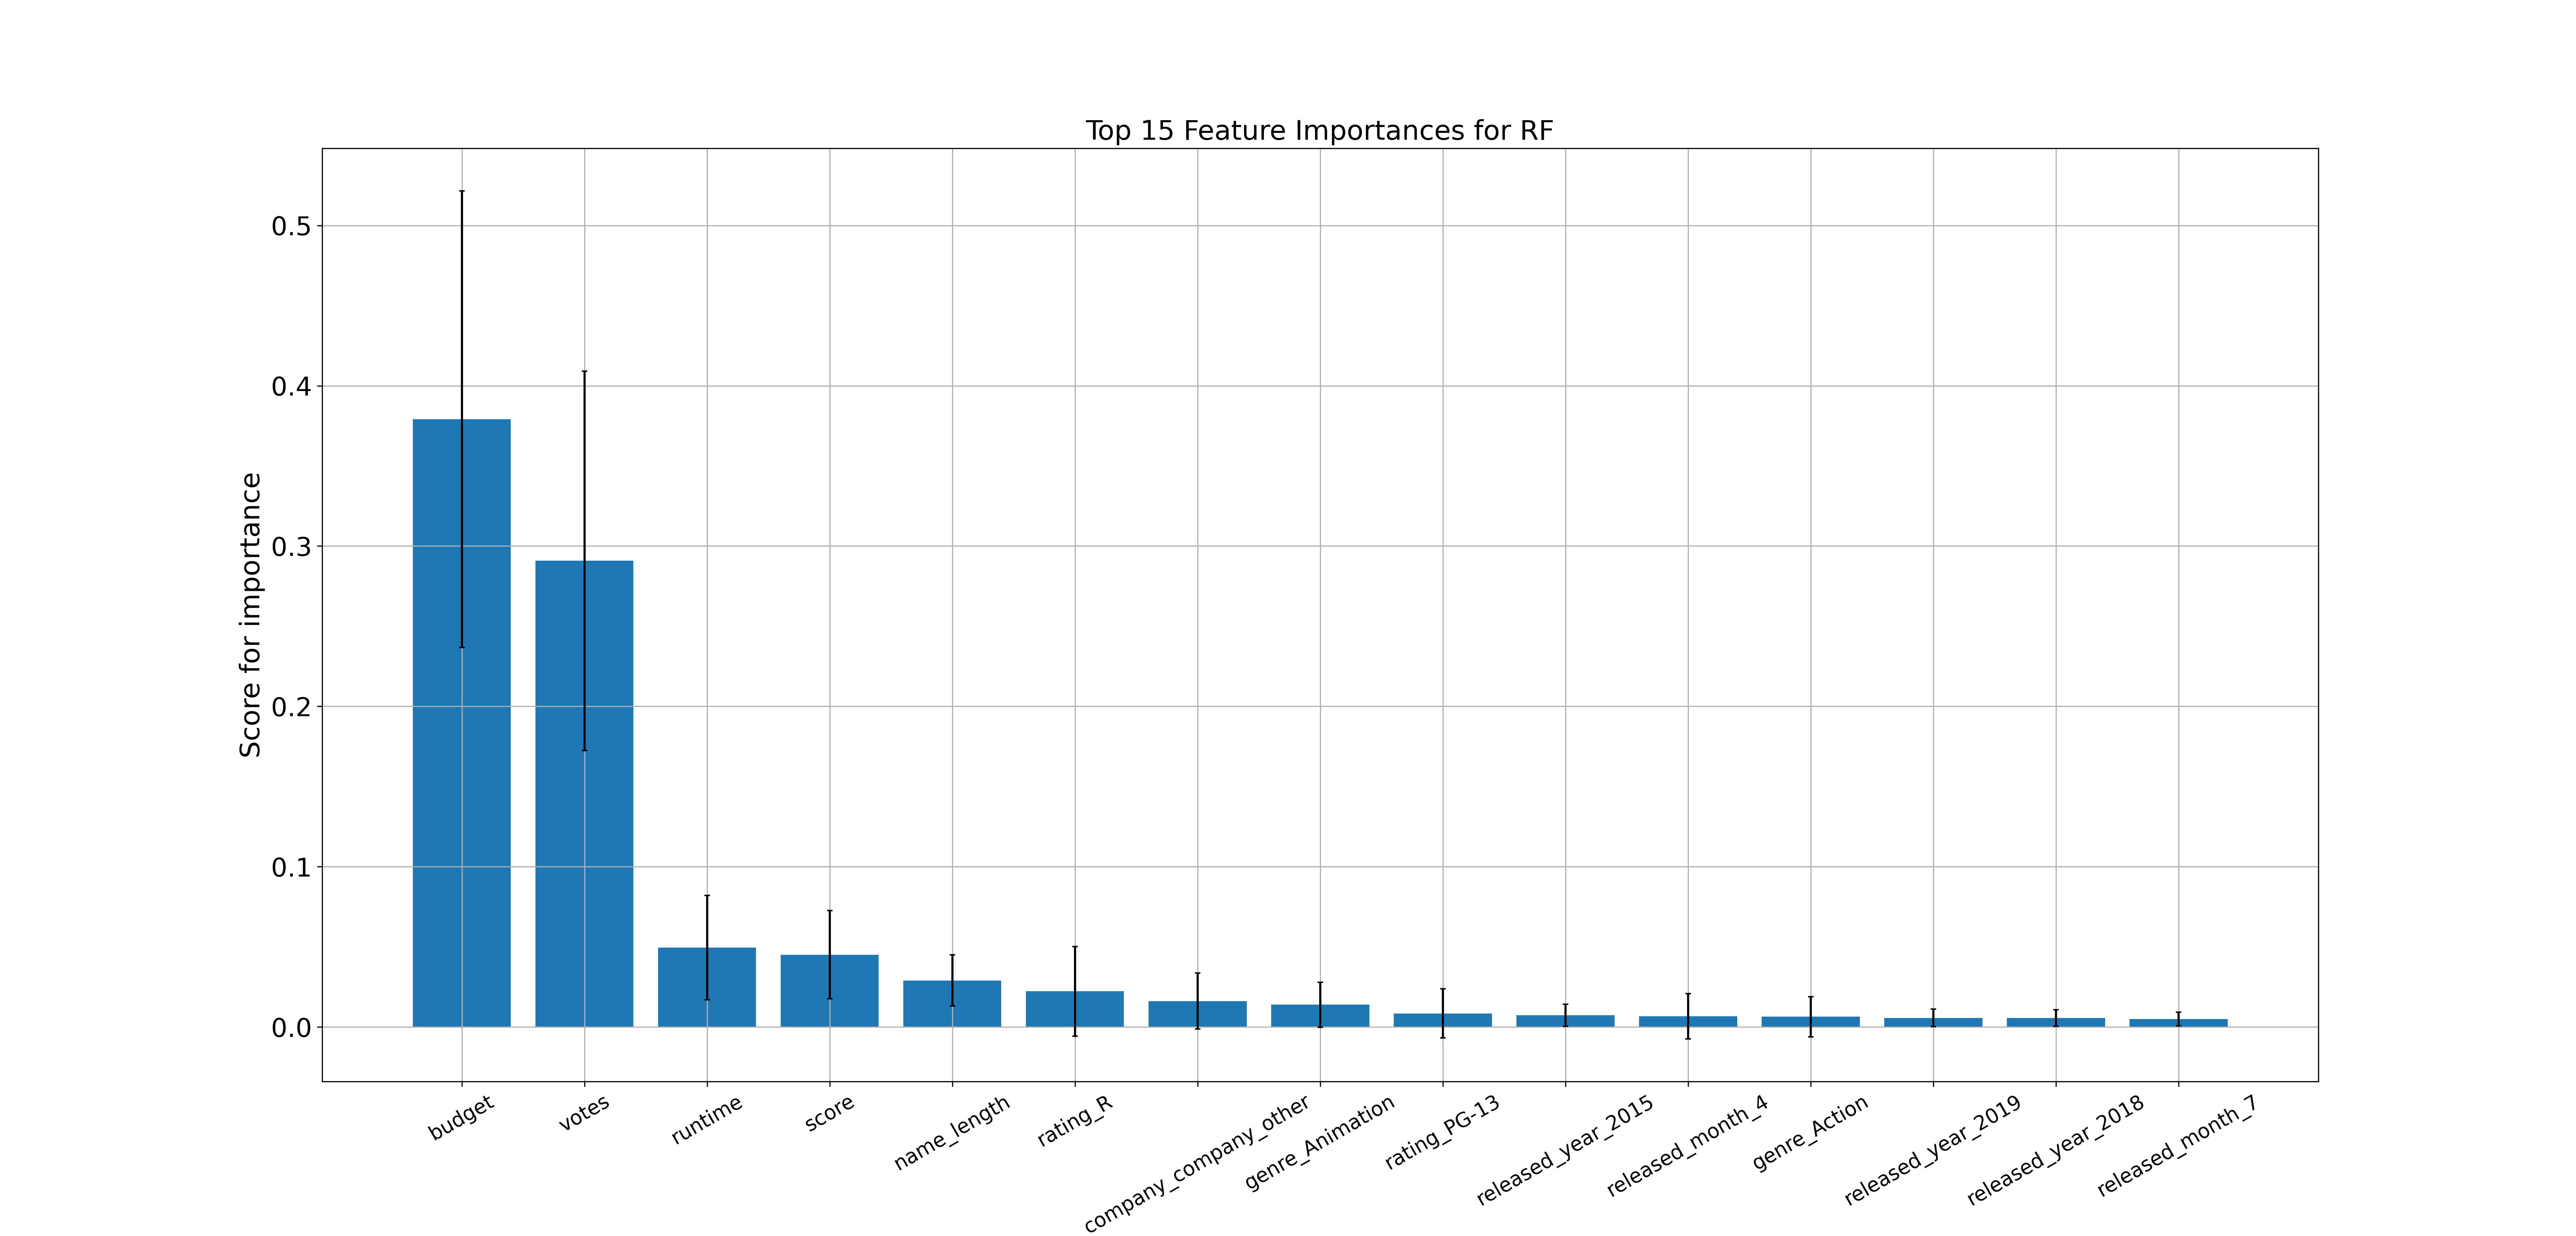 Top 15 Feature Importances for RF
Score for importance
0.5
0.4
0.3
0.2
0.1
0.0
budget
votes
runtime
score
name_length
rating_R
company_company_other
genre_Animation
rating_PG-13
released_year_2015
released_month_4
genre_Action
released_year_2019
released_year_2018
released_month_7